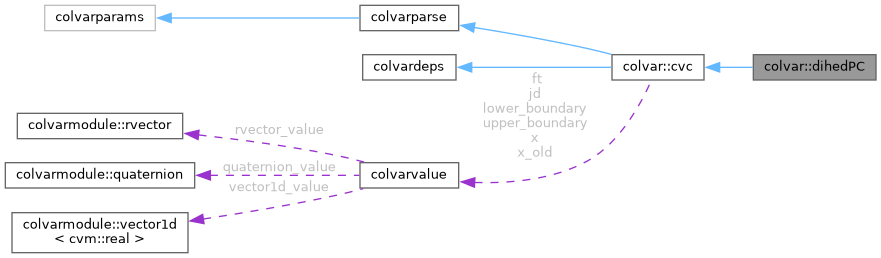 colvarparams
colvarparse
colvardeps
colvar::cvc
colvar::dihedPC
ft
jd
lower_boundary
upper_boundary
x
x_old
colvarmodule::rvector
rvector_value
colvarmodule::quaternion
quaternion_value
colvarvalue
vector1d_value
colvarmodule::vector1d
< cvm::real >